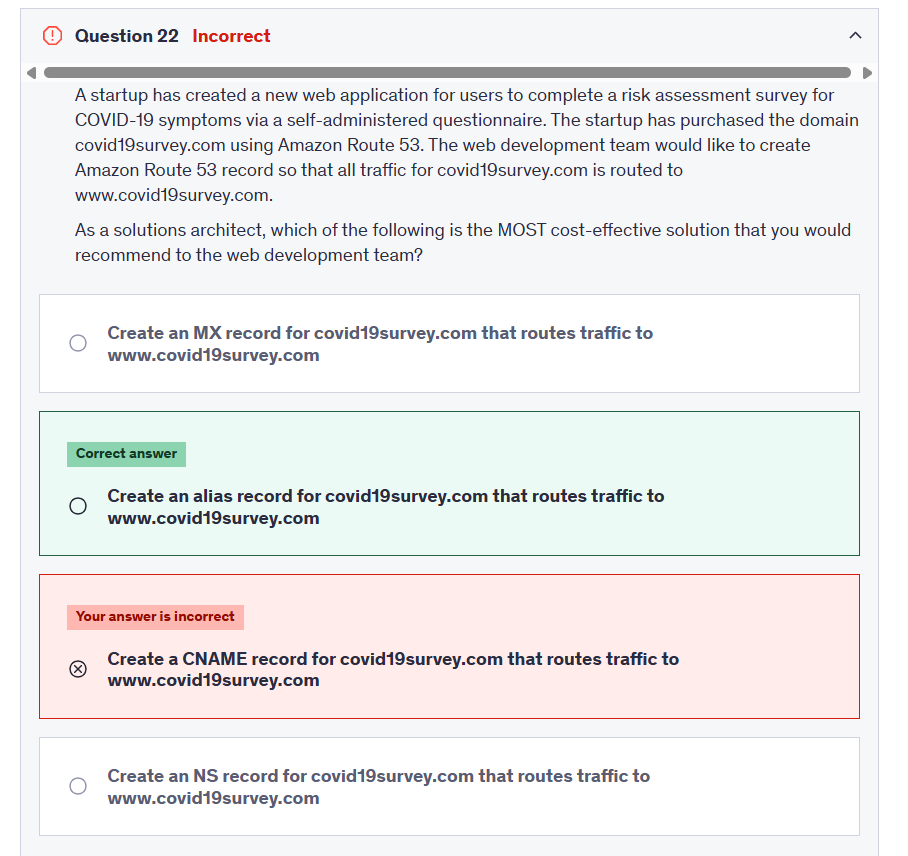 Question 22 Incorrect
A startup has created a new web application for users to complete a risk assessment survey for
COVID-19 symptoms via a self-administered questionnaire. The startup has purchased the domain
covid19survey.com using Amazon Route 53. The web development team would like to create
Amazon Route 53 record so that all traffic for covid19survey.com is routed to
www.covid19survey.com.
As a solutions architect, which of the following is the MOST cost-effective solution that you would
recommend to the web development team?
Create an MX record for covid19survey.com that routes traffic to
www.covid19survey.com
Correct answer
Create an alias record for covid19survey.com that routes traffic to
www.covid19survey.com
Your answer is incorrect
Create a CNAME record for covid19survey.com that routes traffic to
www.covid19survey.com
Create an NS record for covid19survey.com that routes traffic to
www.covid19survey.com